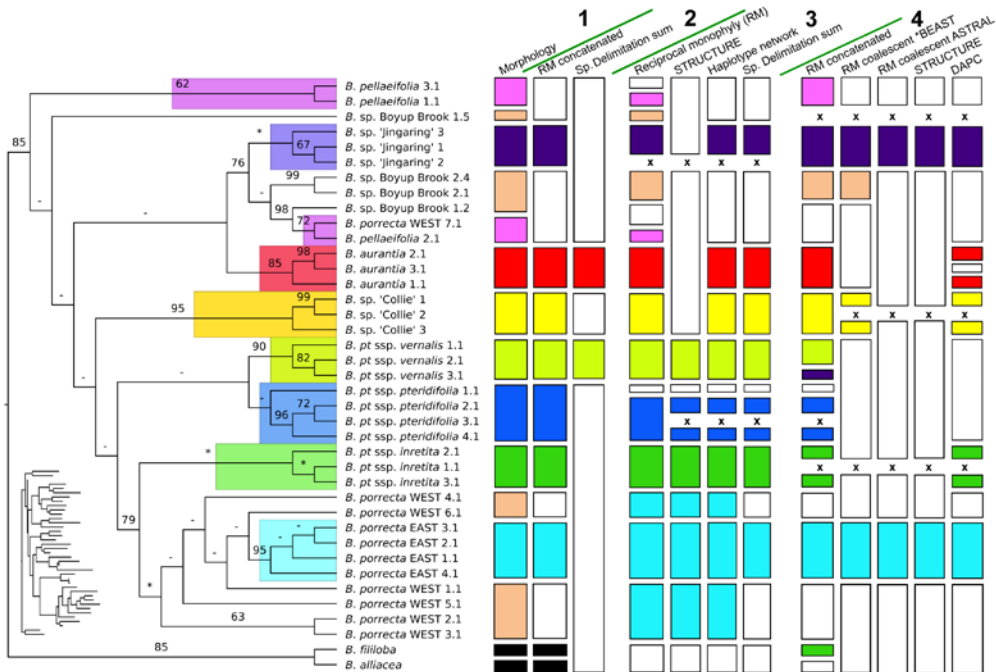 1
2
3
4
Morphology
RM concatenated
Sp. Delimitation sum
Reciprocal monophyly (RM)
STRUCTURE
Haplotype network
Sp. Delimitation sum
RM concatenated
RM coalescent *BEAST
RM coalescent ASTRAL
STRUCTURE
DAPC
62
B. pellaeifolia 3.1
B. pellaeifolia 1.1
85
B. sp. Boyup Brook 1.5
x x x x x
* B. sp. 'Jingaring' 3
67 B. sp. 'Jingaring' 1
76 B. sp. 'Jingaring' 2
x x x x
99 B. sp. Boyup Brook 2.4
- B. sp. Boyup Brook 2.1
98 B. sp. Boyup Brook 1.2
- 72 B. porrecta WEST 7.1
B. pellaeifolia 2.1
98 B. aurantia 2.1
85 B. aurantia 3.1
B. aurantia 1.1
- 95 99 B. sp. 'Collie' 1
B. sp. 'Collie' 2
x x x x x
B. sp. 'Collie' 3
90 B. pt ssp. vernalis 1.1
82 B. pt ssp. vernalis 2.1
- B. pt ssp. vernalis 3.1
- B. pt ssp. pteridifolia 1.1
72 B. pt ssp. pteridifolia 2.1
96 B. pt ssp. pteridifolia 3.1
x x x x
B. pt ssp. pteridifolia 4.1
- * B. pt ssp. inretita 2.1
* B. pt ssp. inretita 1.1
x x x x x
B. pt ssp. inretita 3.1
B. porrecta WEST 4.1
79 B. porrecta WEST 6.1
- B. porrecta EAST 3.1
- - B. porrecta EAST 2.1
- 95 B. porrecta EAST 1.1
B. porrecta EAST 4.1
* B. porrecta WEST 1.1
B. porrecta WEST 5.1
63 B. porrecta WEST 2.1
B. porrecta WEST 3.1
85 B. fililoba
B. alliacea